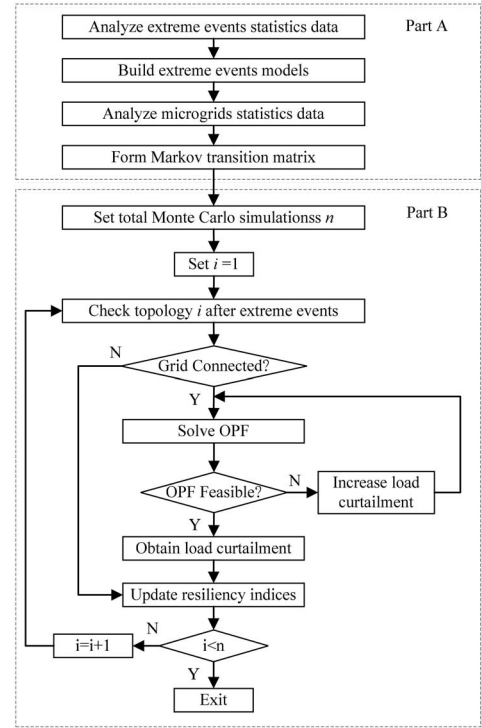 Analyze extreme events statistics data
Part A
Build extreme events models
Analyze microgrids statistics data
Form Markov transition matrix
Set total Monte Carlo simulationss n
Part B
Set i =1
Check topology i after extreme events
N
Grid Connected?
Y
Solve OPF
OPF Feasible?
N
Increase load
curtailment
Y
Obtain load curtailment
Update resiliency indices
N
i=i+1
i<n
Y
Exit